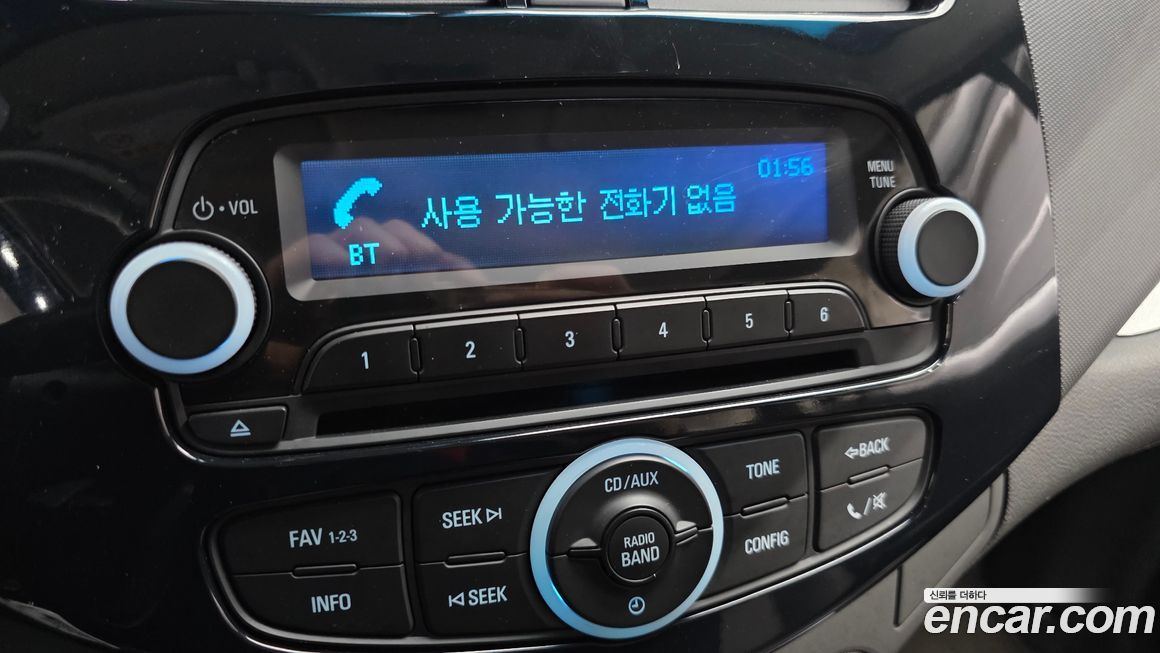 01:56
사용 가능한 전화기 없음
BT
VOL
MENU
TUNE
1 2 3 4 5 6
CD/AUX
TONE
BACK
SEEK
FAV 1-2-3
RADIO
BAND
CONFIG
INFO
SEEK
신뢰를 더하다
encar.com